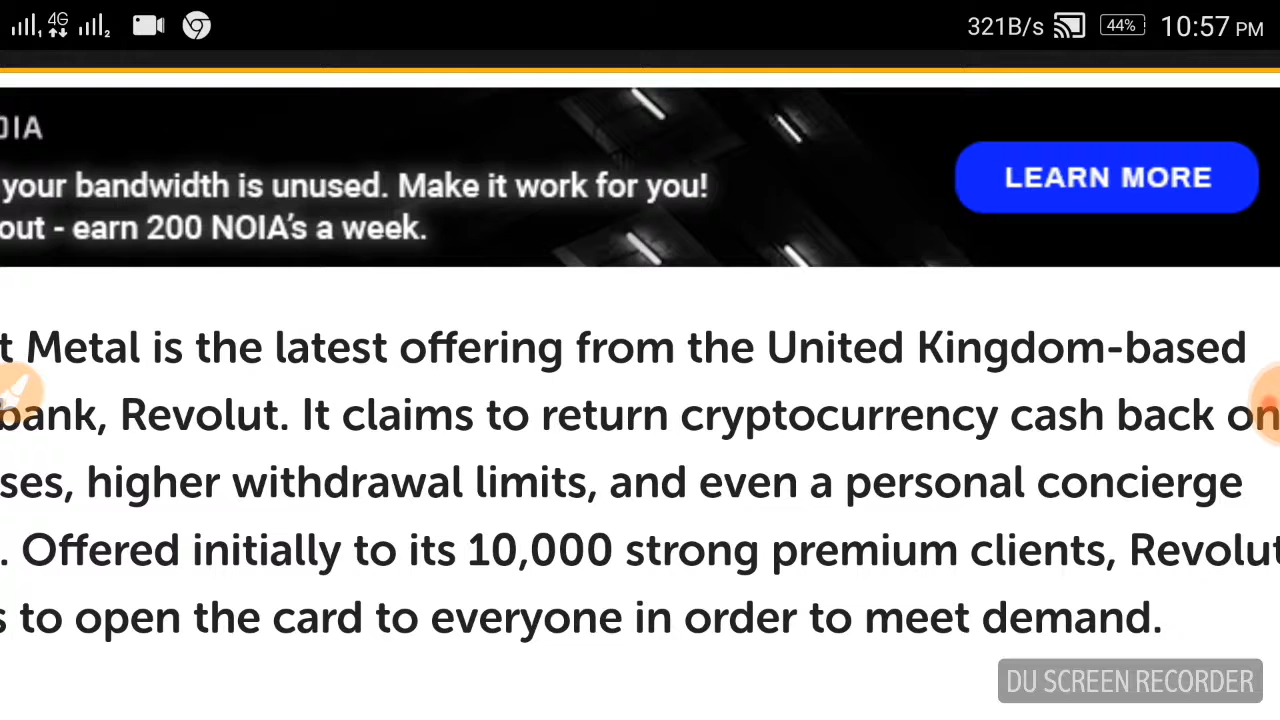 4G 321B/s 44% 10:57 PM
OIA
your bandwidth is unused. Make it work for you!
out - earn 200 NOIA's a week.
LEARN MORE
t Metal is the latest offering from the United Kingdom-based
bank, Revolut. It claims to return cryptocurrency cash back on
ses, higher withdrawal limits, and even a personal concierge
. Offered initially to its 10,000 strong premium clients, Revolut
s to open the card to everyone in order to meet demand.
DU SCREEN RECORDER